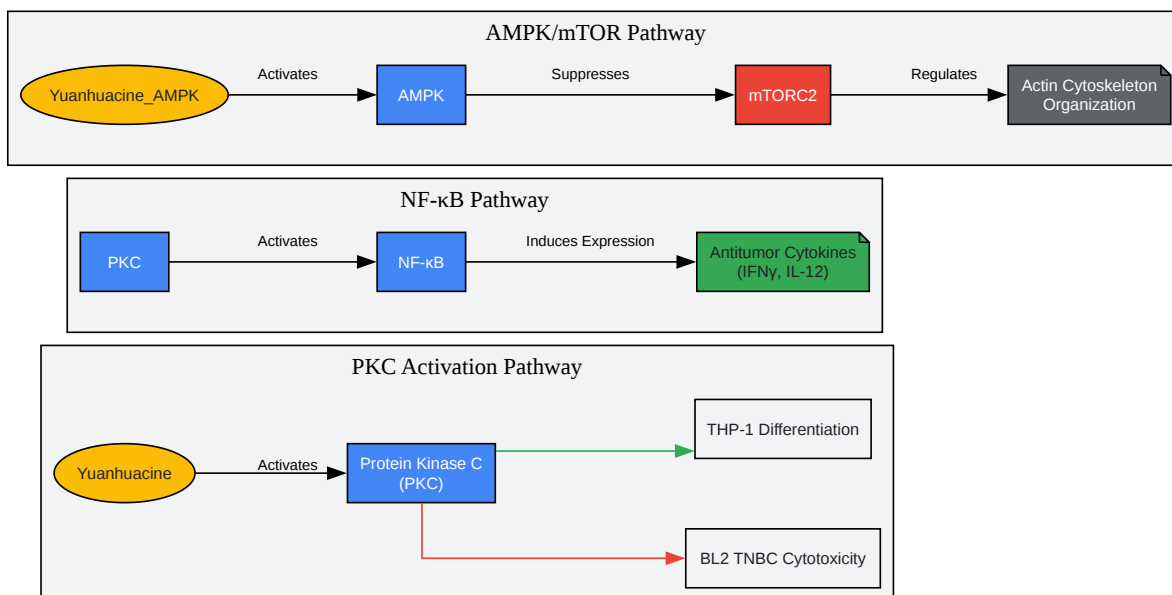 AMPK/mTOR Pathway
Yuanhuacine_AMPK
Activates
AMPK
Suppresses
mTORC2
Regulates
Actin Cytoskeleton
Organization
NF-κB Pathway
PKC
Activates
NF-κB
Induces Expression
Antitumor Cytokines
(IFNγ, IL-12)
PKC Activation Pathway
Yuanhuacine
Activates
Protein Kinase C
(PKC)
THP-1 Differentiation
BL2 TNBC Cytotoxicity